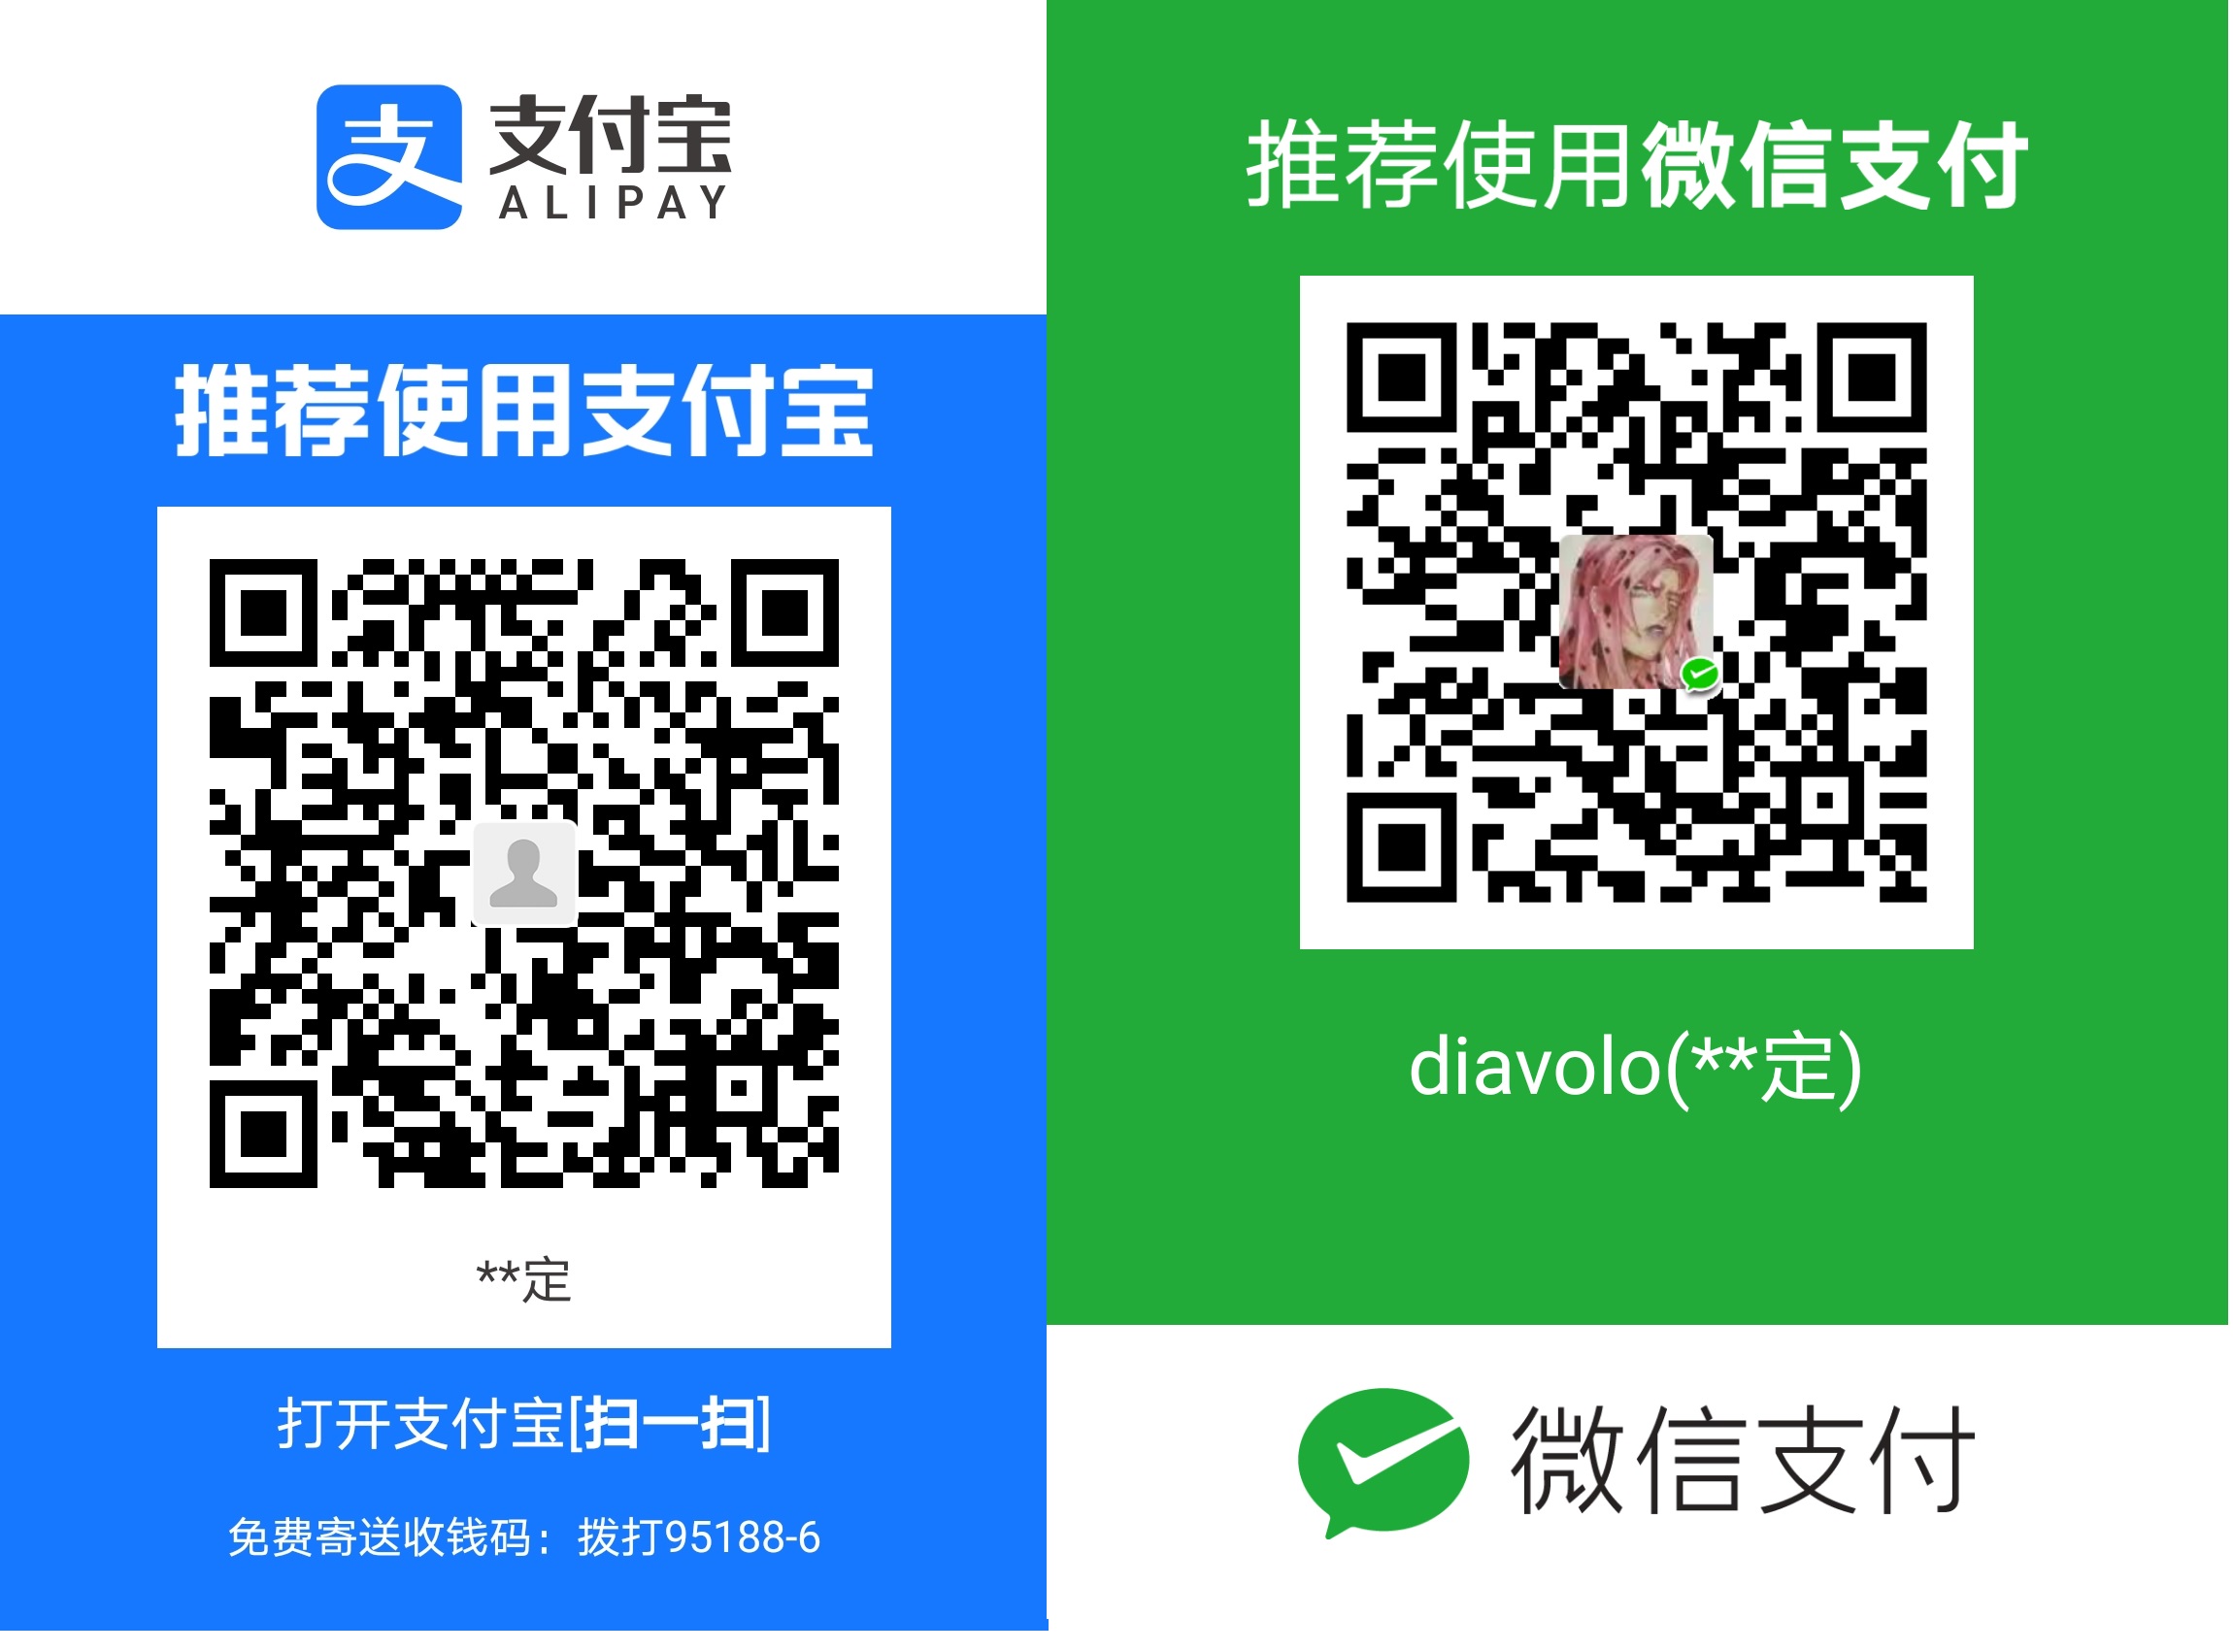 支付宝
ALIPAY
推荐使用支付宝
**定
打开支付宝[扫一扫]
免费寄送收钱码：拨打95188-6
推荐使用微信支付
diavolo(**定)
微信支付